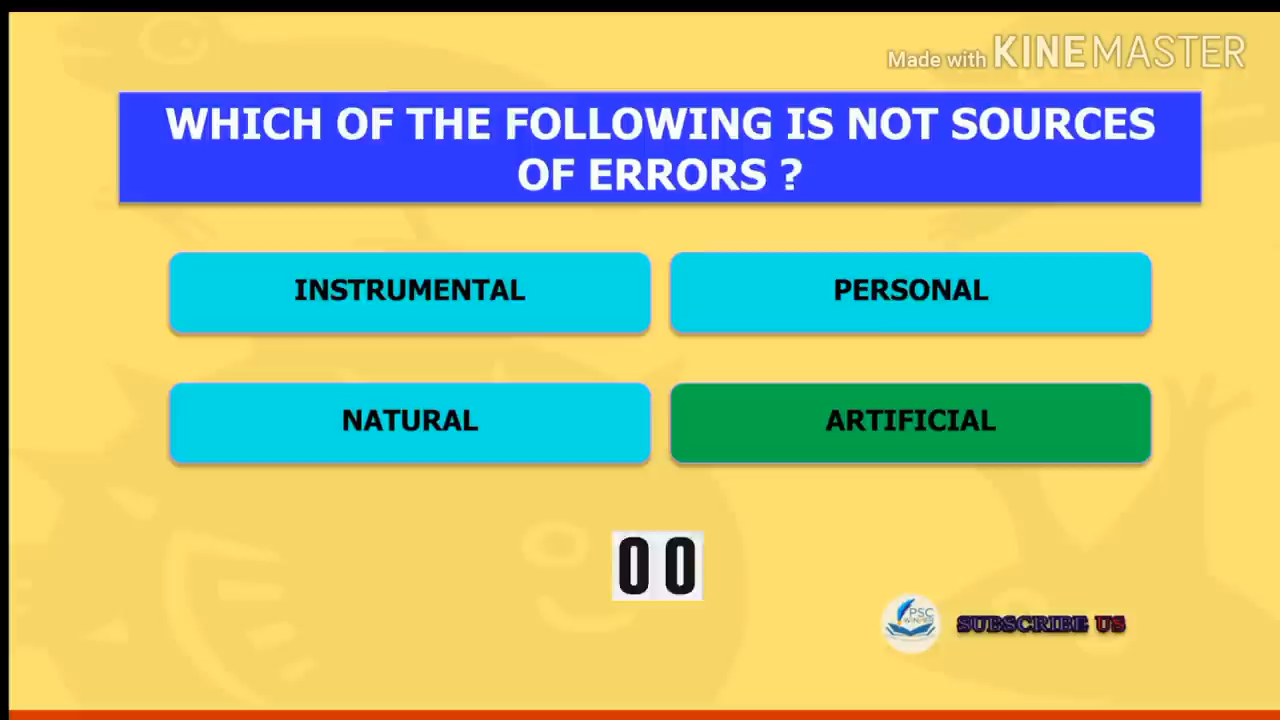 Made with KINEMASTER
WHICH OF THE FOLLOWING IS NOT SOURCES
OF ERRORS ?
INSTRUMENTAL
PERSONAL
NATURAL
ARTIFICIAL
00
PSC
SUBSCRIBE US